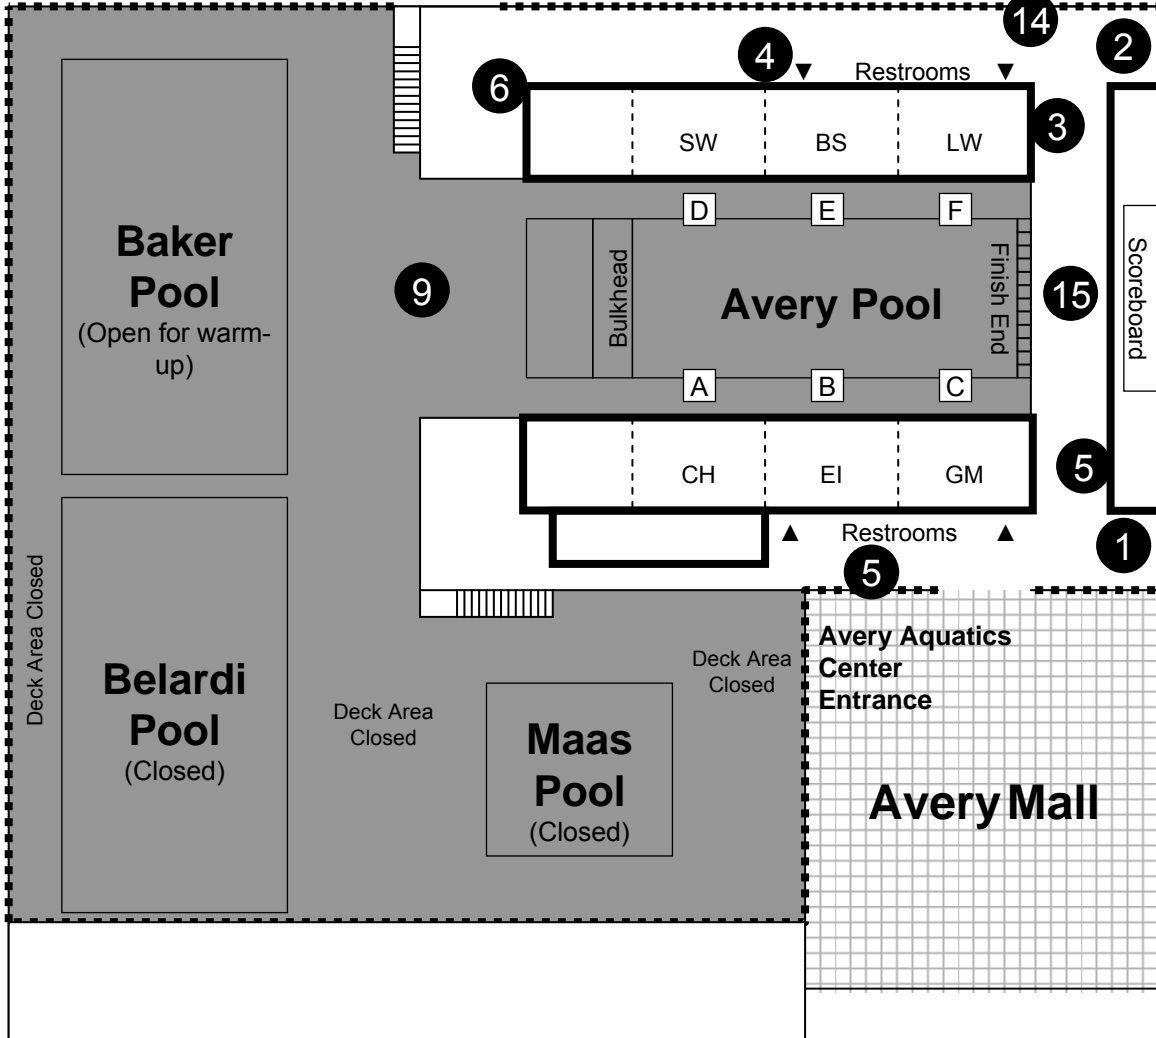 14
2
4
▼ Restrooms ▼
6
3
SW BS LW
D E F
Baker
Pool
(Open for warm-
up)
9
Bulkhead
Avery Pool
Finish End
15
Scoreboard
A B C
5
CH EI GM
▲ Restrooms ▲
1
5
Deck Area Closed
Belardi
Pool
(Closed)
Deck Area
Closed
Maas
Pool
(Closed)
Deck Area
Closed
Avery Aquatics
Center
Entrance
Avery Mall